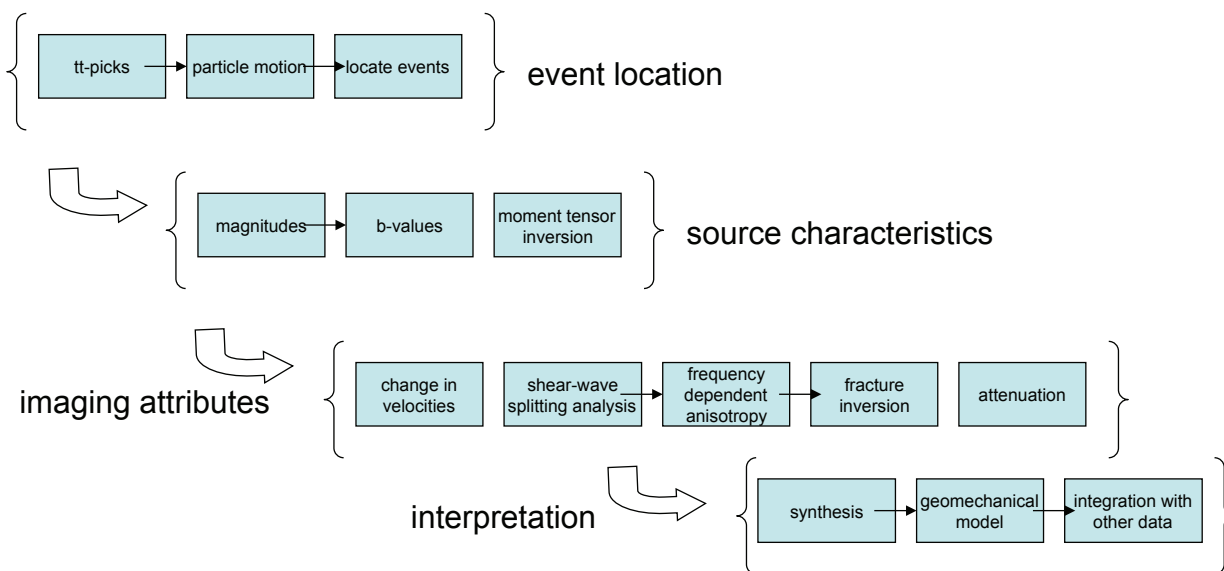 tt-picks
particle motion
locate events
event location
magnitudes
b-values
moment tensor
inversion
source characteristics
imaging attributes
change in
velocities
shear-wave
splitting analysis
frequency
dependent
anisotropy
fracture
inversion
attenuation
interpretation
synthesis
geomechanical
model
integration with
other data